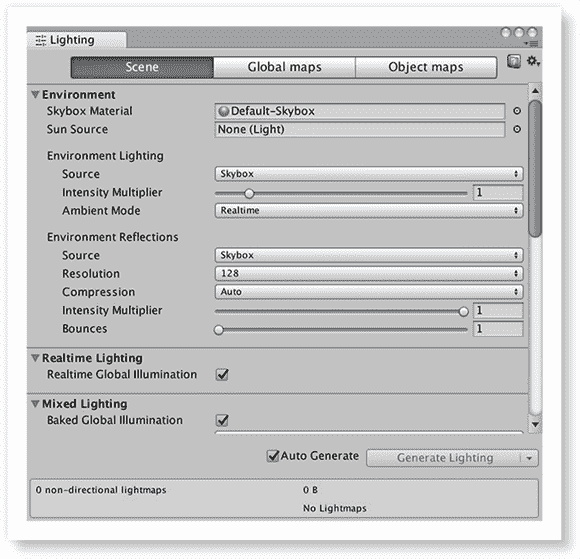 Lighting
Scene Global maps Object maps
Environment
Skybox Material Default-Skybox
Sun Source None (Light)
Environment Lighting
Source Skybox
Intensity Multiplier 1
Ambient Mode Realtime
Environment Reflections
Source Skybox
Resolution 128
Compression Auto
Intensity Multiplier 1
Bounces 1
Realtime Lighting
Realtime Global Illumination
Mixed Lighting
Baked Global Illumination
Auto Generate Generate Lighting
0 non-directional lightmaps 0 B
No Lightmaps